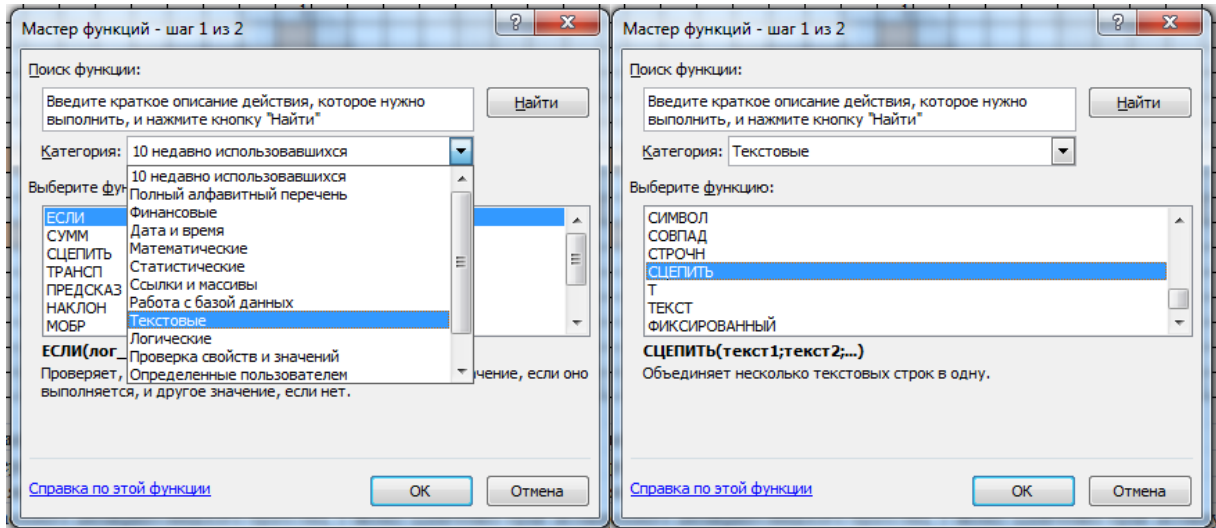 Мастер функций - шаг 1 из 2
Поиск функции:
Введите краткое описание действия, которое нужно
выполнить, и нажмите кнопку "Найти"
Найти
Категория: 10 недавно использовавшихся
10 недавно использовавшихся
Полный алфавитный перечень
Финансовые
Дата и время
Математические
Статистические
Ссылки и массивы
Работа с базой данных
Текстовые
Логические
Проверка свойств и значений
Определенные пользователем
Выберите
ЕСЛИ
СУММ
СЦЕПИТЬ
ТРАНСП
ПРЕДСКАЗ
НАКЛОН
МОБР
ЕСЛИ(лог_
Проверяет, чение, если оно
выполняется, и другое значение, если нет.
Справка по этой функции
ОК
Отмена
Мастер функций - шаг 1 из 2
Поиск функции:
Введите краткое описание действия, которое нужно
выполнить, и нажмите кнопку "Найти"
Найти
Категория: Текстовые
Выберите функцию:
СИМВОЛ
СОВПАД
СТРОЧН
СЦЕПИТЬ
Т
ТЕКСТ
ФИКСИРОВАННЫЙ
СЦЕПИТЬ(текст1;текст2;...)
Объединяет несколько текстовых строк в одну.
Справка по этой функции
ОК
Отмена